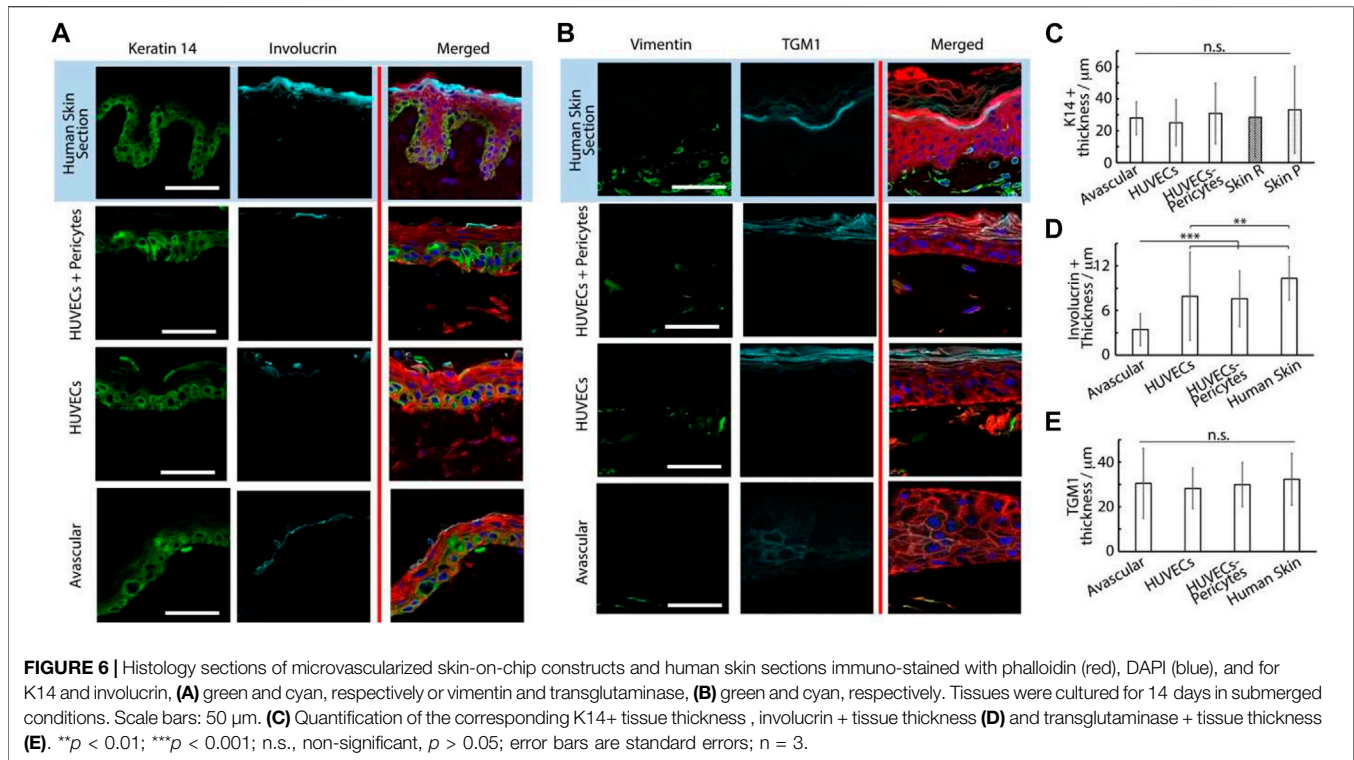 A
Keratin 14 Involucrin Merged
Human Skin
Section
HUVECs + Pericytes
HUVECs
Avascular
B
Vimentin TGM1 Merged
Human Skin
Section
HUVECs + Pericytes
HUVECs
Avascular
C
n.s.
K14 +
thickness / μm
60
40
20
0
Avascular
HUVECs
HUVECs-
Pericytes
Skin R
Skin P
D
**
***
Involucrin +
Thickness / μm
12
6
0
Avascular
HUVECs
HUVECs-
Pericytes
Human Skin
E
n.s.
TGM1
thickness / μm
40
20
0
Avascular
HUVECs
HUVECs-
Pericytes
Human Skin
FIGURE 6 | Histology sections of microvascularized skin-on-chip constructs and human skin sections immuno-stained with phalloidin (red), DAPI (blue), and for
K14 and involucrin, (A) green and cyan, respectively or vimentin and transglutaminase, (B) green and cyan, respectively. Tissues were cultured for 14 days in submerged
conditions. Scale bars: 50 μm. (C) Quantification of the corresponding K14+ tissue thickness , involucrin + tissue thickness (D) and transglutaminase + tissue thickness
(E). **p < 0.01; ***p < 0.001; n.s., non-significant, p > 0.05; error bars are standard errors; n = 3.